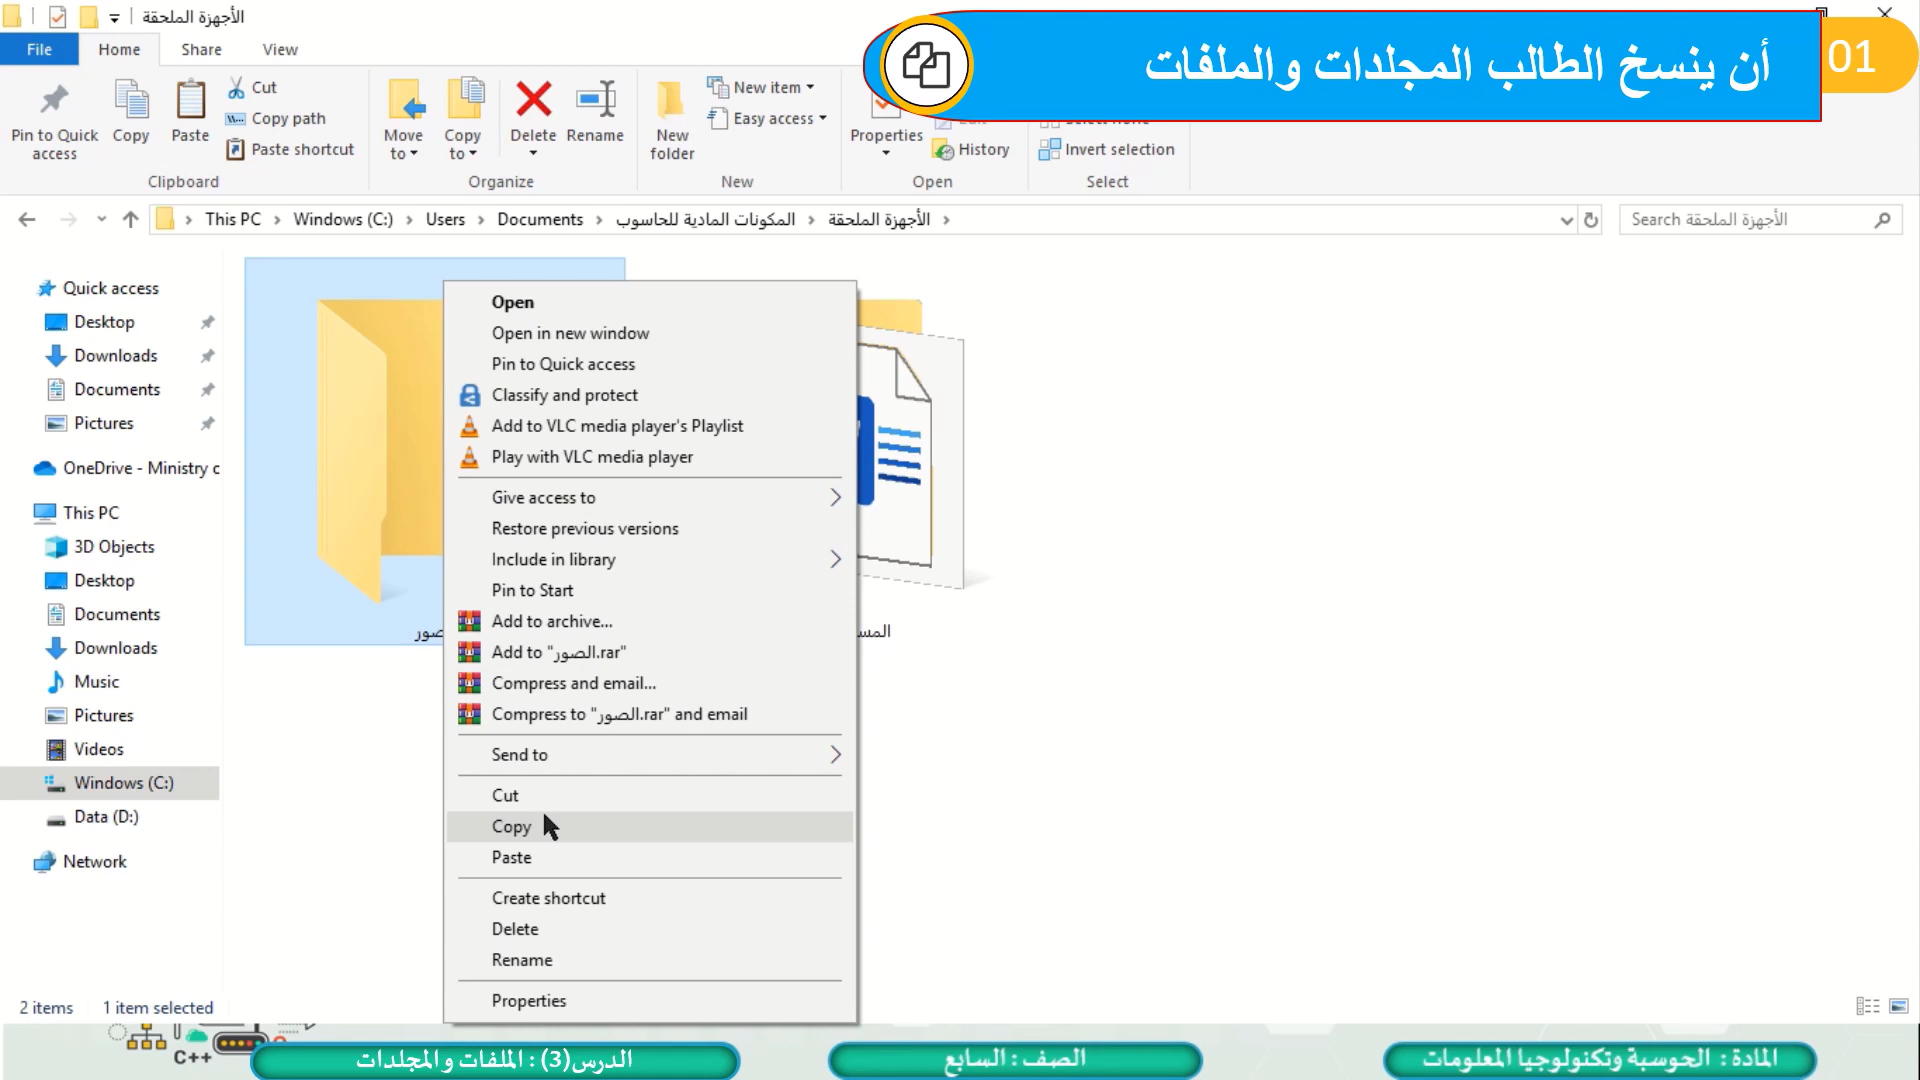 الأجهزة الملحقة
أن ينسخ الطالب المجلدات والملفات
01
File
Home
Share
View
Pin to Quick access
Copy
Paste
Cut
Copy path
Paste shortcut
Clipboard
Move to
Copy to
Delete
Rename
Organize
New folder
New item
Easy access
New
Properties
History
Open
Invert selection
Select
This PC > Windows (C:) > Users > Documents > المكونات المادية للحاسوب > الأجهزة الملحقة >
Search الأجهزة الملحقة
Quick access
Desktop
Downloads
Documents
Pictures
OneDrive - Ministry c
This PC
3D Objects
Desktop
Documents
Downloads
Music
Pictures
Videos
Windows (C:)
Data (D:)
Network
Open
Open in new window
Pin to Quick access
Classify and protect
Add to VLC media player's Playlist
Play with VLC media player
Give access to
Restore previous versions
Include in library
Pin to Start
Add to archive...
Add to "الصور.rar"
Compress and email...
Compress to "الصور.rar" and email
Send to
Cut
Copy
Paste
Create shortcut
Delete
Rename
Properties
2 items
1 item selected
C++
المادة : الحوسبة وتكنولوجيا المعلومات
الصف : السابع
الدرس(3) : الملفات و المجلدات